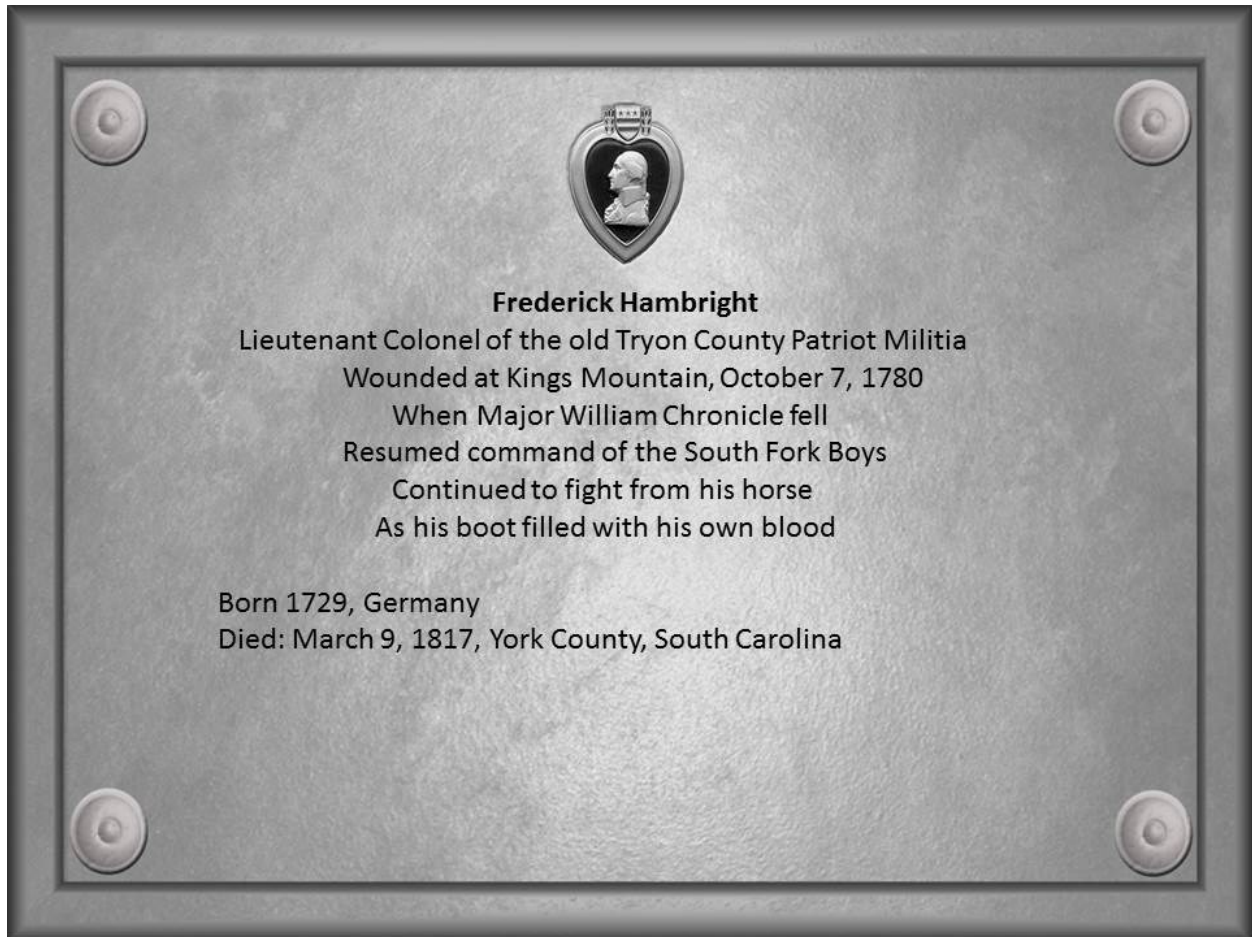 Frederick Hambright
Lieutenant Colonel of the old Tryon County Patriot Militia
Wounded at Kings Mountain, October 7, 1780
When Major William Chronicle fell
Resumed command of the South Fork Boys
Continued to fight from his horse
As his boot filled with his own blood
Born 1729, Germany
Died: March 9, 1817, York County, South Carolina